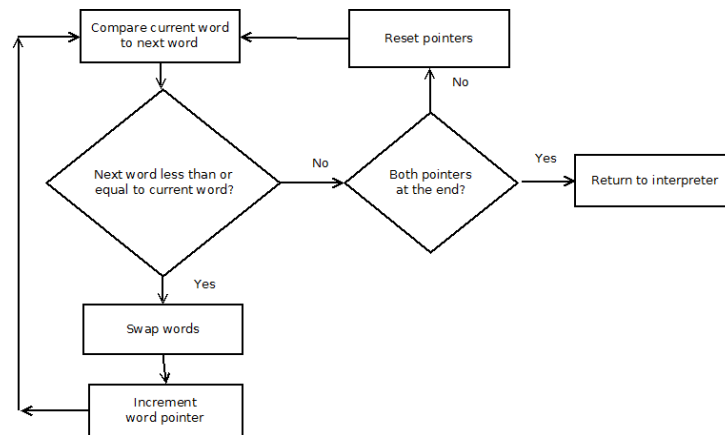 Compare current word
to next word
Reset pointers
No
Next word less than or
equal to current word?
No
Both pointers
at the end?
Yes
Return to interpreter
Yes
Swap words
Increment
word pointer